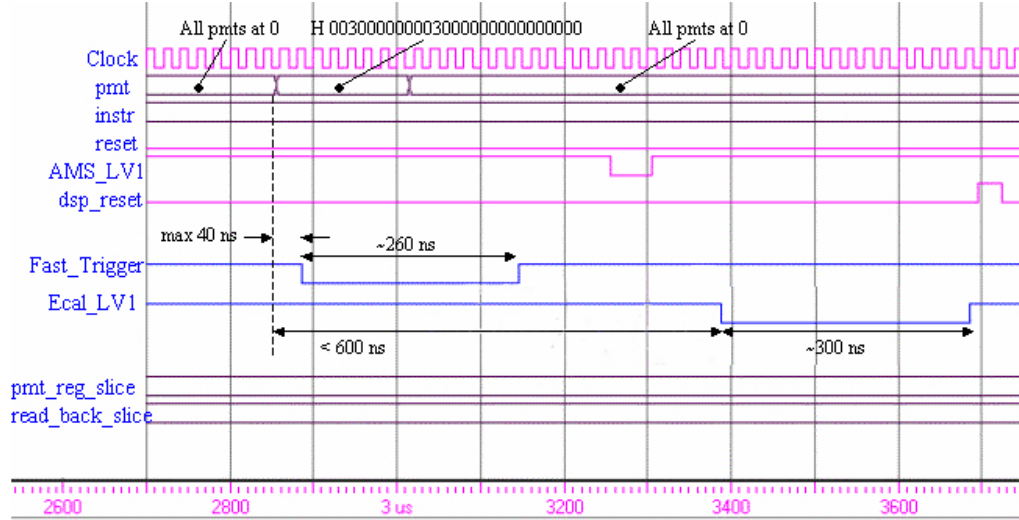 All pmts at 0 H 003000000003000000000000000 All pmts at 0
Clock
pmt
instr
reset
AMS_LV1
dsp_reset
max 40 ns
~260 ns
Fast_Trigger
Ecal_LV1
< 600 ns
~300 ns
pmt_reg_slice
read_back_slice
2600 2800 3 us 3200 3400 3600